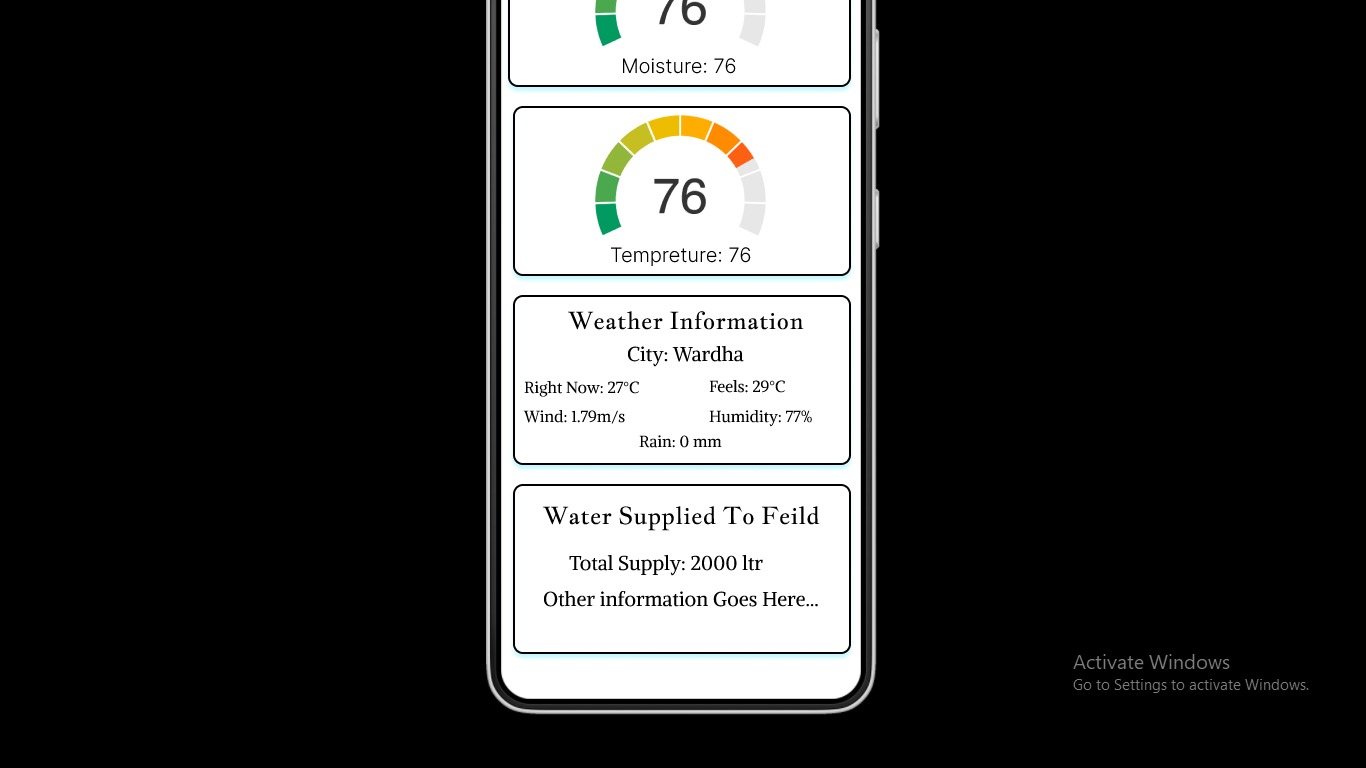 76
Moisture: 76
76
Tempreture: 76
Weather Information
City: Wardha
Right Now: 27°C
Feels: 29°C
Wind: 1.79m/s
Humidity: 77%
Rain: 0 mm
Water Supplied To Feild
Total Supply: 2000 ltr
Other information Goes Here...
Activate Windows
Go to Settings to activate Windows.